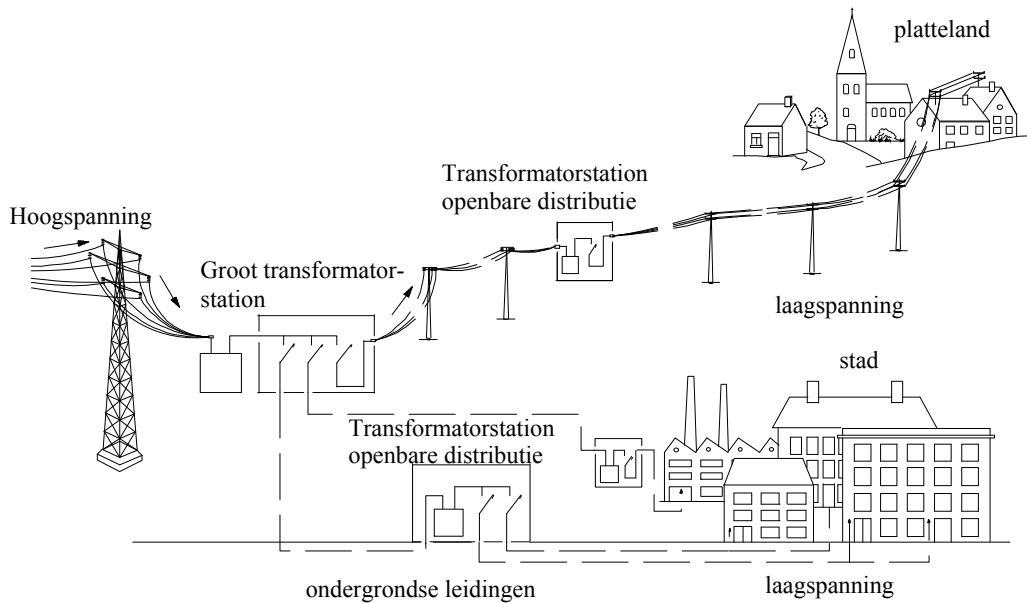 platteland
Transformatorstation
openbare distributie
Hoogspanning
Groot transformator-
station
laagspanning
stad
Transformatorstation
openbare distributie
ondergrondse leidingen
laagspanning